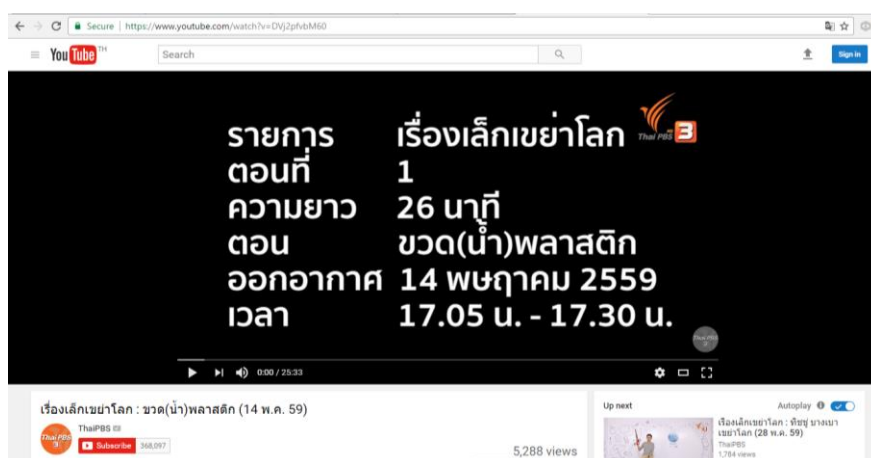 Secure | https://www.youtube.com/watch?v=DVj2pfvbM60
YouTube TH
Search
Sign in
รายการ เรื่องเล็กเขย่าโลก
Thai PBS 3
ตอนที่ 1
ความยาว 26 นาที
ตอน ขวด(น้ำ)พลาสติก
ออกอากาศ 14 พฤษภาคม 2559
เวลา 17.05 น. - 17.30 น.
Thai PBS
0:00 / 25:33
เรื่องเล็กเขย่าโลก : ขวด(น้ำ)พลาสติก (14 พ.ค. 59)
Thai PBS 3
ThaiPBS
Subscribe 368,097
5,288 views
Up next
Autoplay
เรื่องเล็กเขย่าโลก : ทิชชู่ บางเบา
เขย่าโลก (28 พ.ค. 59)
ThaiPBS
1,784 views